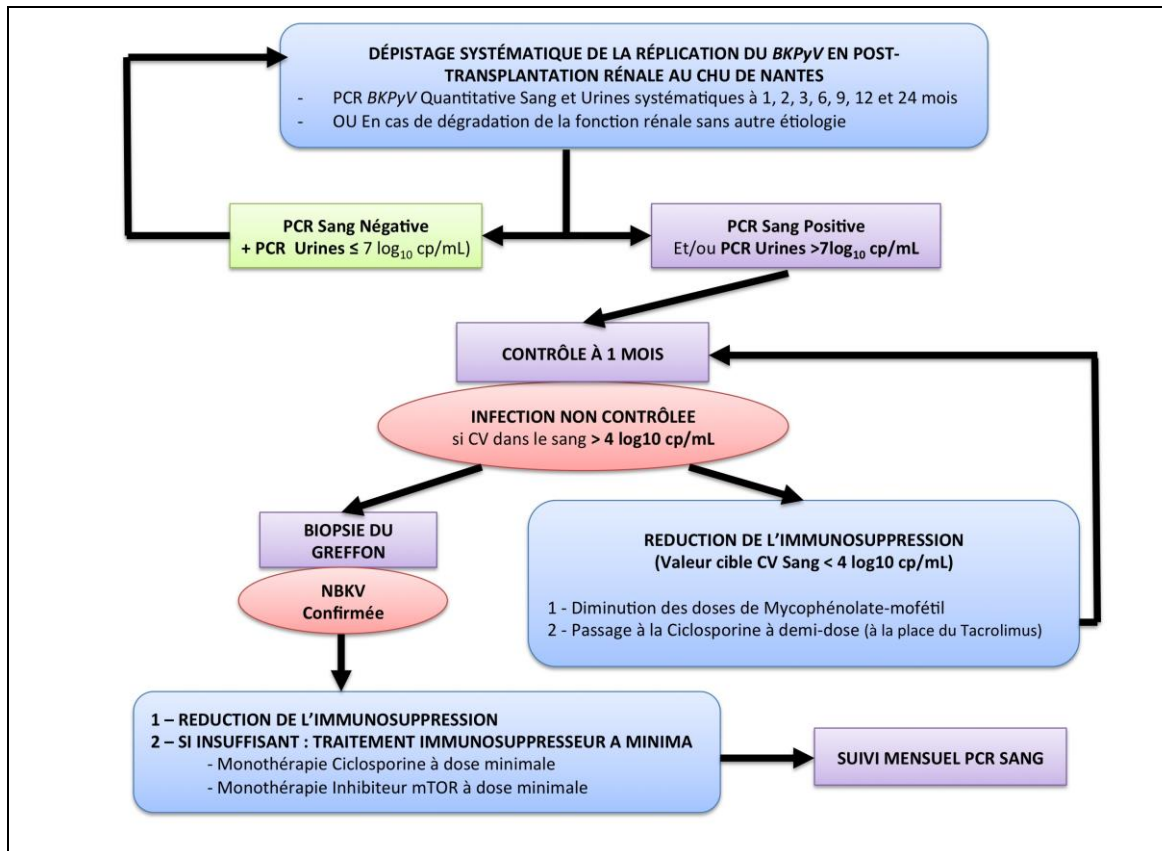 DÉPISTAGE SYSTÉMATIQUE DE LA RÉPLICATION DU BKPyV EN POST-
TRANSPLANTATION RÉNALE AU CHU DE NANTES
- PCR BKPyV Quantitative Sang et Urines systématiques à 1, 2, 3, 6, 9, 12 et 24 mois
- OU En cas de dégradation de la fonction rénale sans autre étiologie
PCR Sang Négative
+ PCR Urines ≤ 7 log₁₀ cp/mL)
PCR Sang Positive
Et/ou PCR Urines >7log₁₀ cp/mL
CONTRÔLE À 1 MOIS
INFECTION NON CONTRÔLEE
si CV dans le sang > 4 log10 cp/mL
BIOPSIE DU
GREFFON
NBKV
Confirmée
REDUCTION DE L'IMMUNOSUPPRESSION
(Valeur cible CV Sang < 4 log10 cp/mL)
1 - Diminution des doses de Mycophénolate-mofétil
2 - Passage à la Ciclosporine à demi-dose (à la place du Tacrolimus)
1 – REDUCTION DE L'IMMUNOSUPPRESSION
2 – SI INSUFFISANT : TRAITEMENT IMMUNOSUPPRESSEUR A MINIMA
- Monothérapie Ciclosporine à dose minimale
- Monothérapie Inhibiteur mTOR à dose minimale
SUIVI MENSUEL PCR SANG